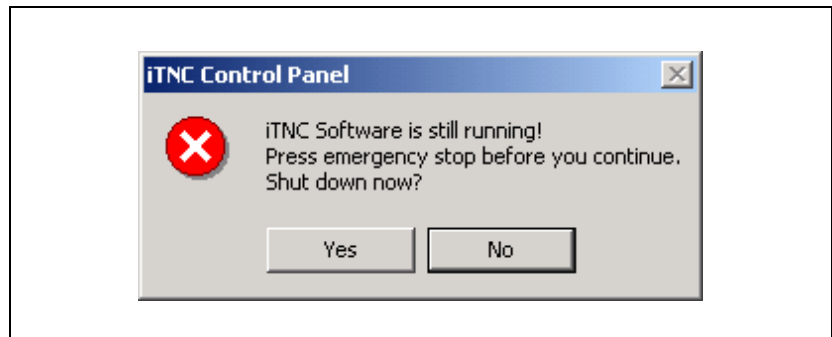 iTNC Control Panel
iTNC Software is still running!
Press emergency stop before you continue.
Shut down now?
Yes
No